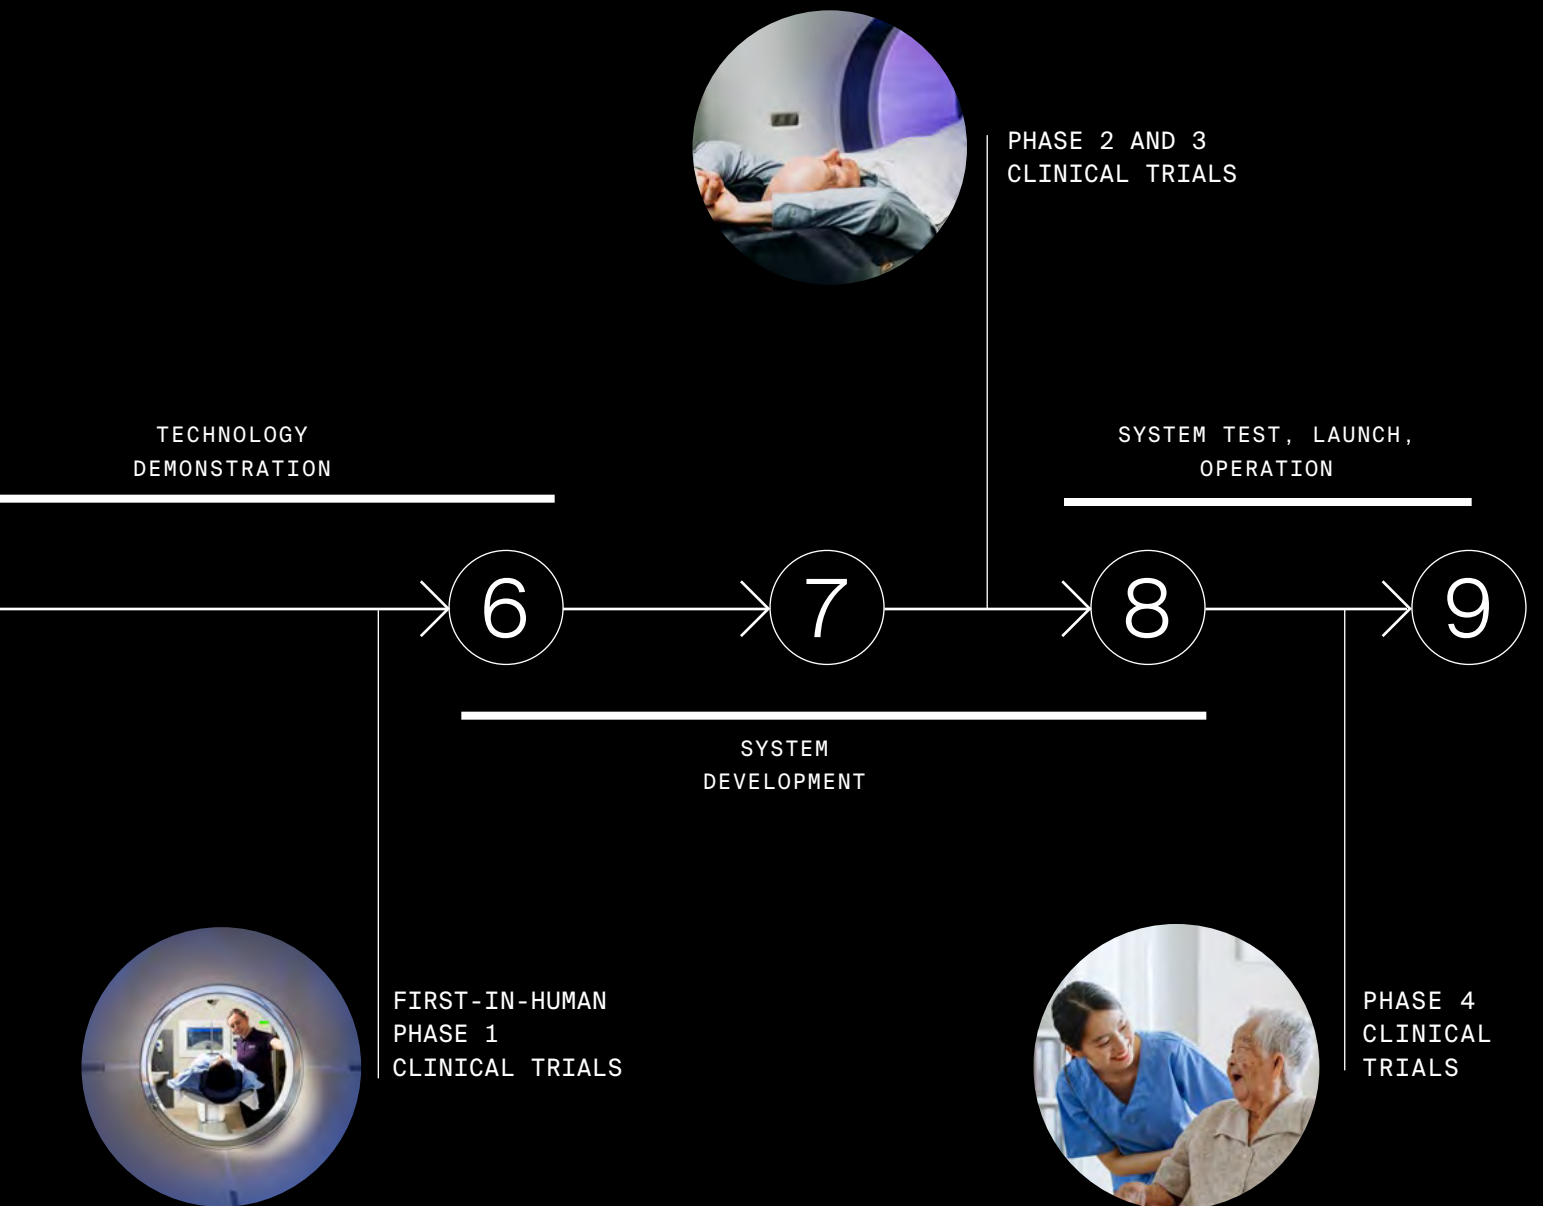 PHASE 2 AND 3
CLINICAL TRIALS
TECHNOLOGY
DEMONSTRATION
SYSTEM TEST, LAUNCH,
OPERATION
6
7
8
9
SYSTEM
DEVELOPMENT
FIRST-IN-HUMAN
PHASE 1
CLINICAL TRIALS
PHASE 4
CLINICAL
TRIALS